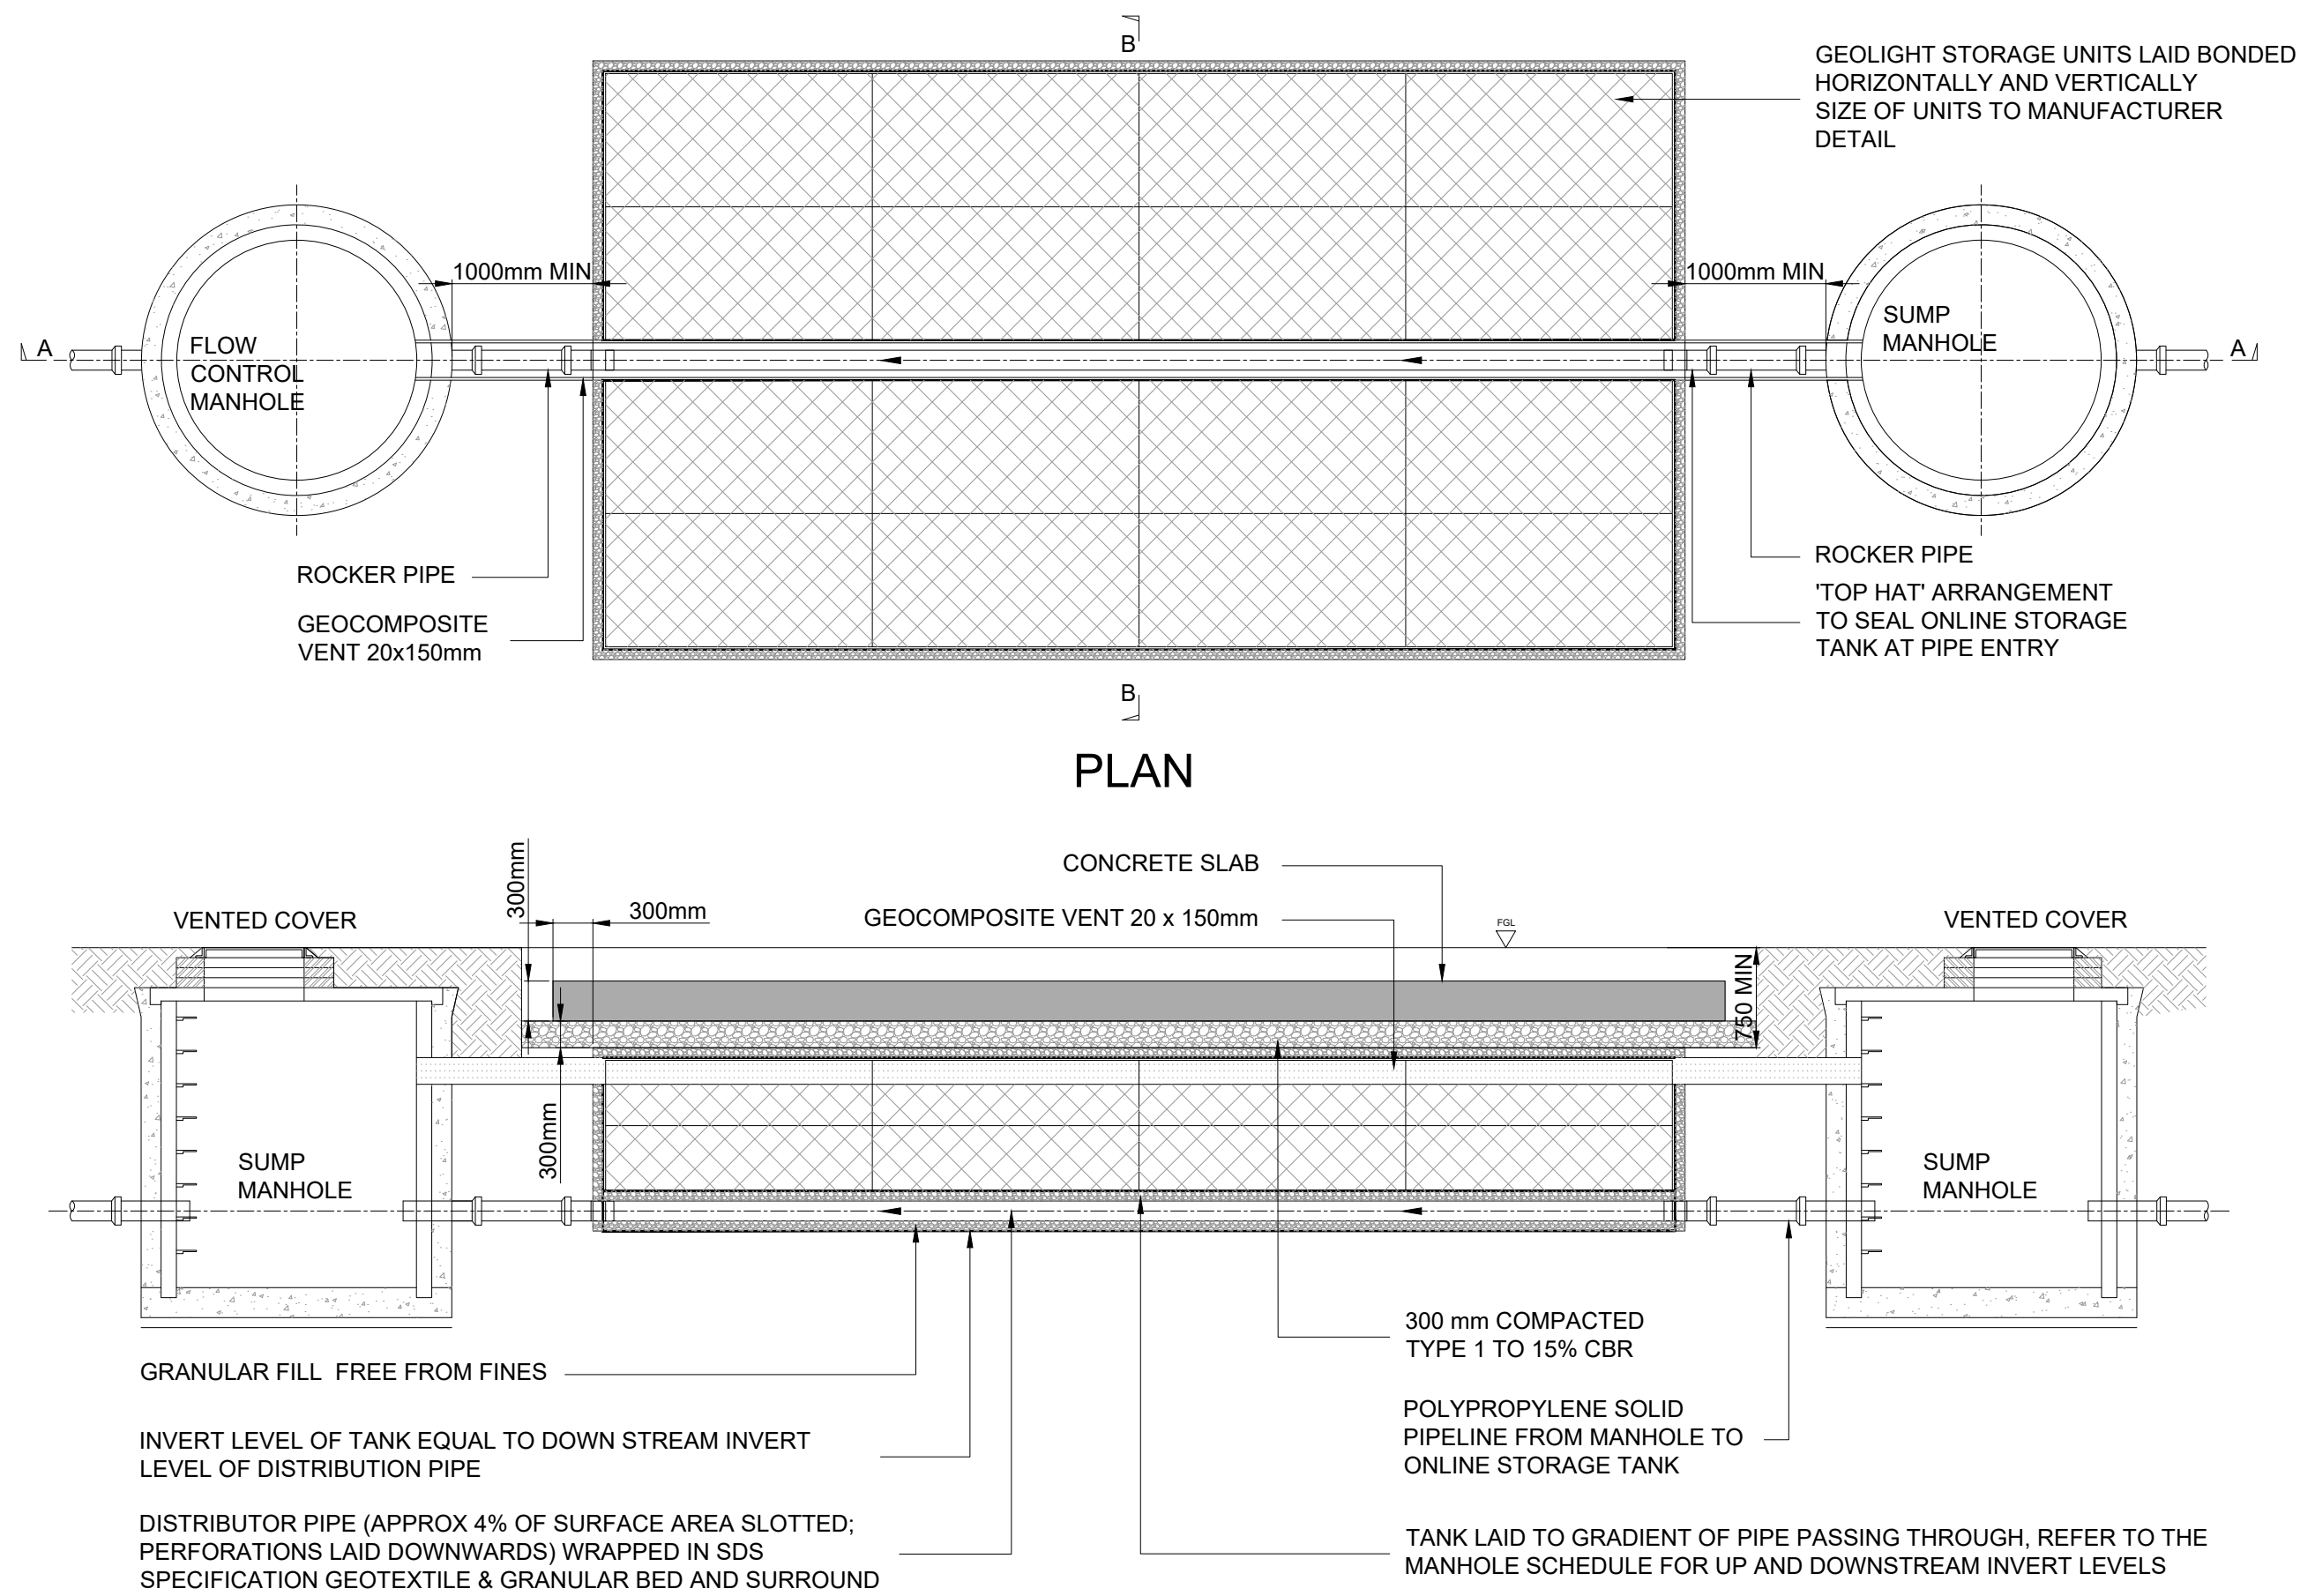 B
GEOLIGHT STORAGE UNITS LAID BONDED
HORIZONTALLY AND VERTICALLY
SIZE OF UNITS TO MANUFACTURER
DETAIL
1000mm MIN
1000mm MIN
A
FLOW
CONTROL
MANHOLE
SUMP
MANHOLE
A
ROCKER PIPE
GEOCOMPOSITE
VENT 20x150mm
ROCKER PIPE
'TOP HAT' ARRANGEMENT
TO SEAL ONLINE STORAGE
TANK AT PIPE ENTRY
B
PLAN
CONCRETE SLAB
300mm
300mm
GEOCOMPOSITE VENT 20 x 150mm
FGL
VENTED COVER
VENTED COVER
750 MIN
300mm
SUMP
MANHOLE
SUMP
MANHOLE
300 mm COMPACTED
TYPE 1 TO 15% CBR
GRANULAR FILL FREE FROM FINES
POLYPROPYLENE SOLID
PIPELINE FROM MANHOLE TO
ONLINE STORAGE TANK
INVERT LEVEL OF TANK EQUAL TO DOWN STREAM INVERT
LEVEL OF DISTRIBUTION PIPE
DISTRIBUTOR PIPE (APPROX 4% OF SURFACE AREA SLOTTED;
PERFORATIONS LAID DOWNWARDS) WRAPPED IN SDS
SPECIFICATION GEOTEXTILE & GRANULAR BED AND SURROUND
TANK LAID TO GRADIENT OF PIPE PASSING THROUGH, REFER TO THE
MANHOLE SCHEDULE FOR UP AND DOWNSTREAM INVERT LEVELS